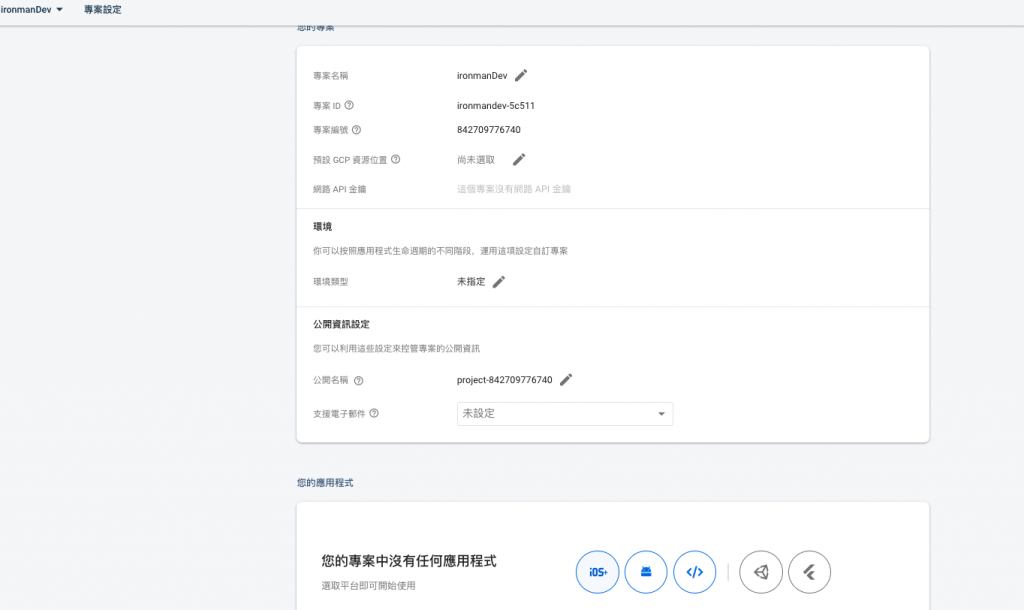 ironmanDev 專案設定
您的專案
專案名稱 ironmanDev
專案 ID ironmandev-5c511
專案編號 842709776740
預設 GCP 資源位置 尚未選取
網路 API 金鑰 這個專案沒有網路 API 金鑰
環境
你可以按照應用程式生命週期的不同階段，運用這項設定自訂專案
環境類型 未指定
公開資訊設定
您可以利用這些設定來控管專案的公開資訊
公開名稱 project-842709776740
支援電子郵件 未設定
您的應用程式
您的專案中沒有任何應用程式
選取平台即可開始使用
iOS+